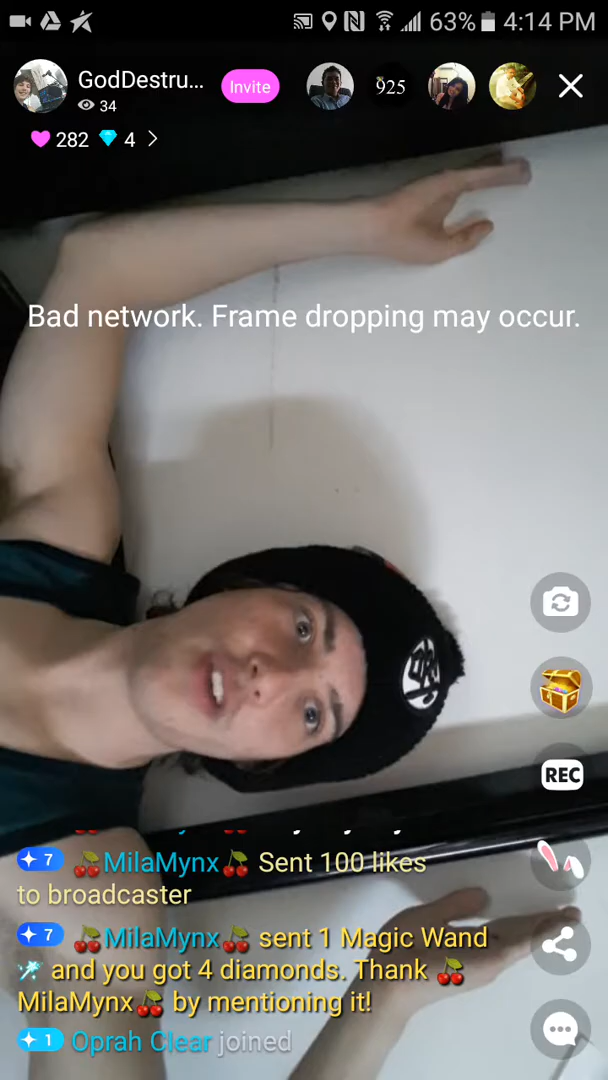 63% 4:14 PM
GodDestru...
Invite
925
34
282 4
Bad network. Frame dropping may occur.
REC
7 🍒MilaMynx🍒 Sent 100 likes
to broadcaster
7 🍒MilaMynx🍒 sent 1 Magic Wand
and you got 4 diamonds. Thank 🍒
MilaMynx🍒 by mentioning it!
1 Oprah Clear joined